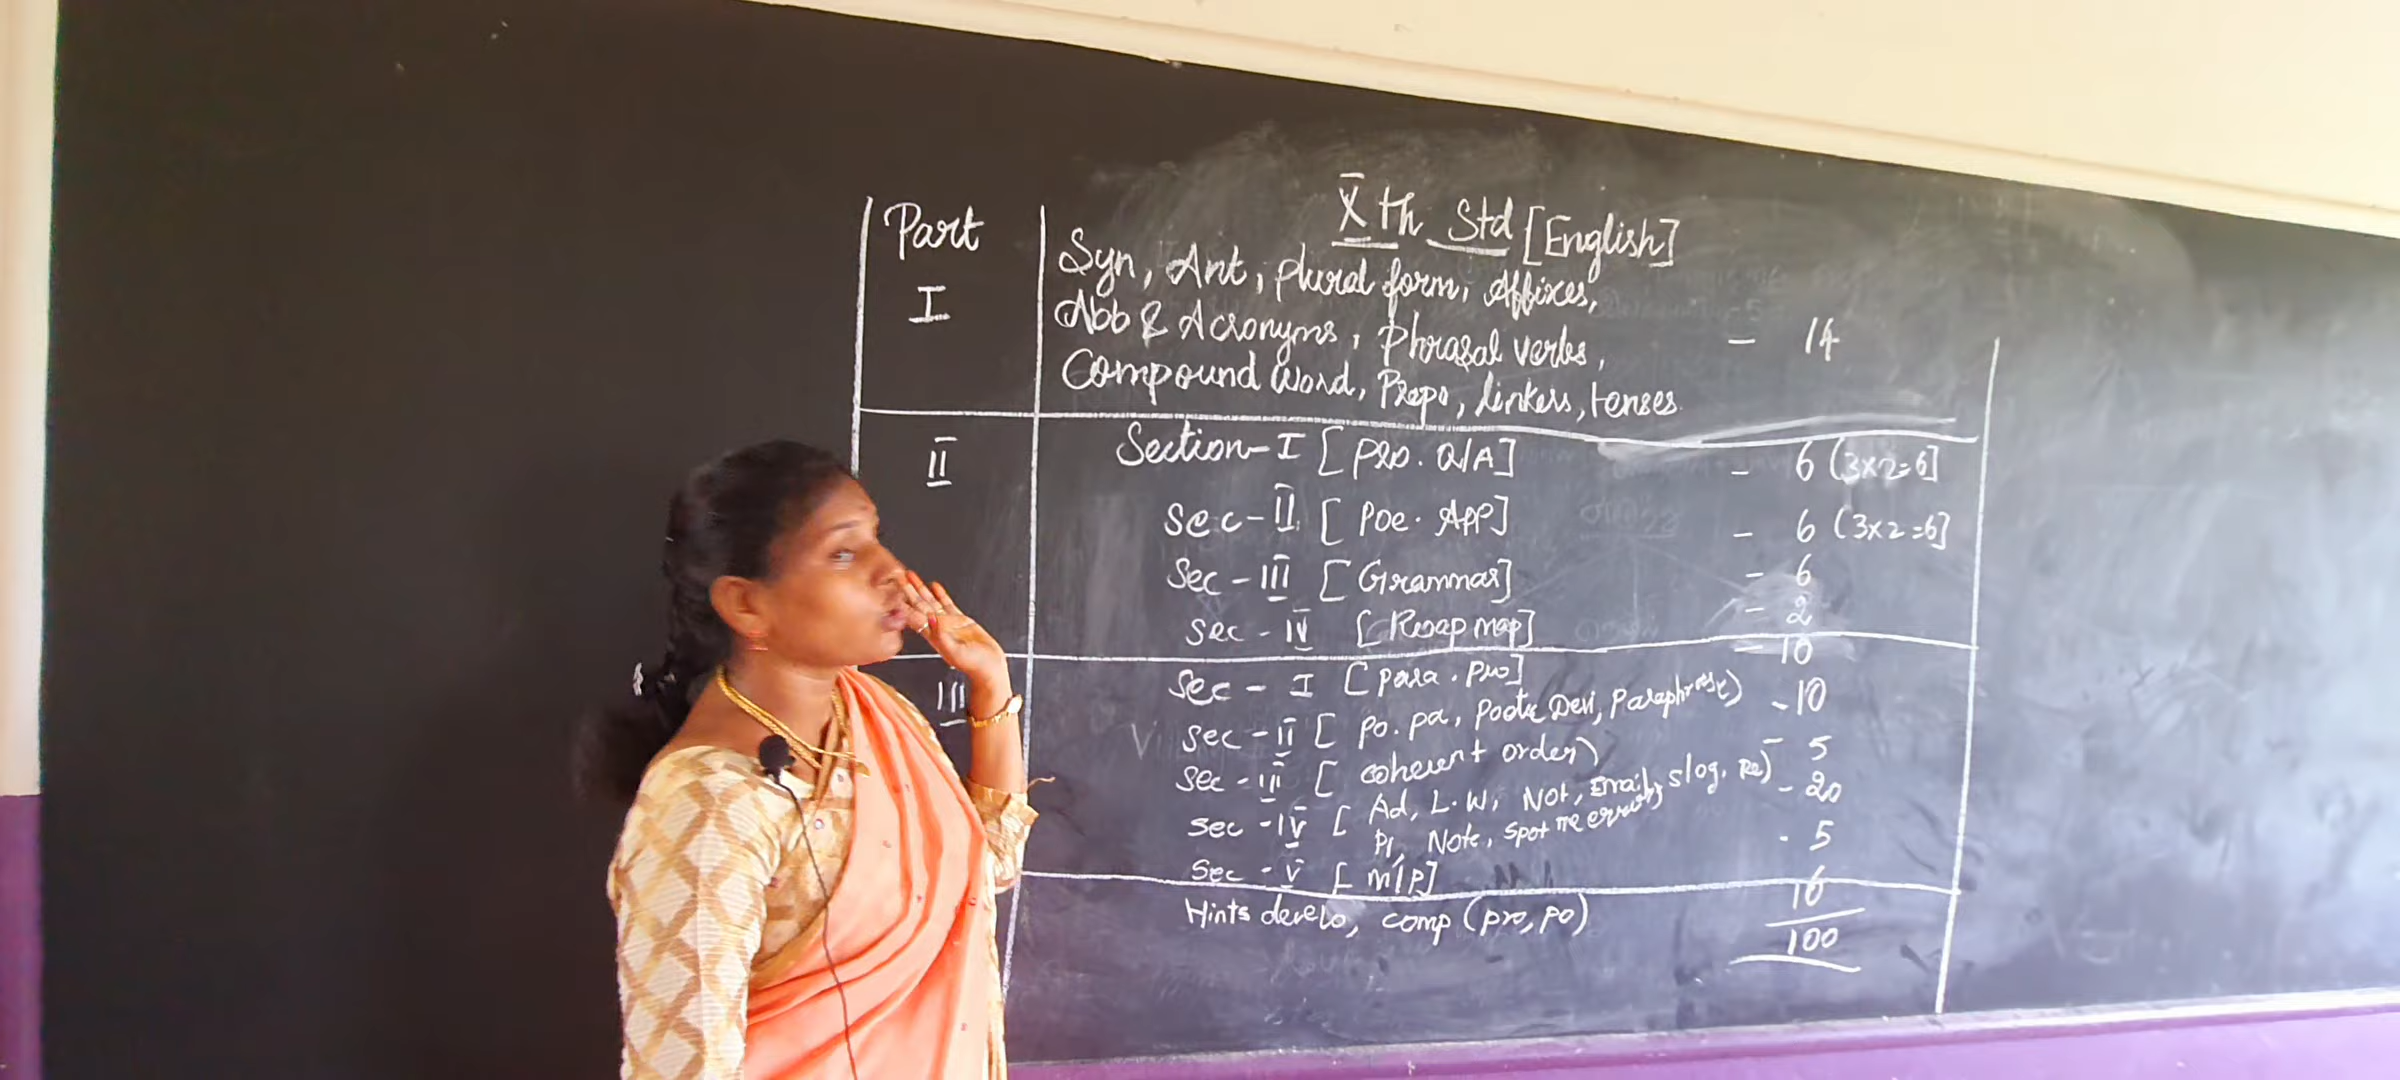 Xth Std [English]
Part
I
Syn, Ant, plural form, Affixes,
Abb & Acronyms, Phrasal verbs,
Compound Word, Prepo, linkers, tenses.
- 14
II
Section-I [pro. Q/A] - 6 (3x2=6]
Sec-II [Poe. App] - 6 (3x2=6]
Sec-III [Grammar] - 6
Sec-IV [Roap map] - 2
III
Sec-I [para. pro] - 10
Sec-II [po. pa, Poetic Devi, Paraphrase) - 10
Sec-III [coherent order) - 5
Sec-IV [Ad, L.W, Not, Email, slog, Re) - 20
Pi, Note, Spot the errors]
Sec-V [M/P] - 5
Hints develo, comp (pro, po) 16
100